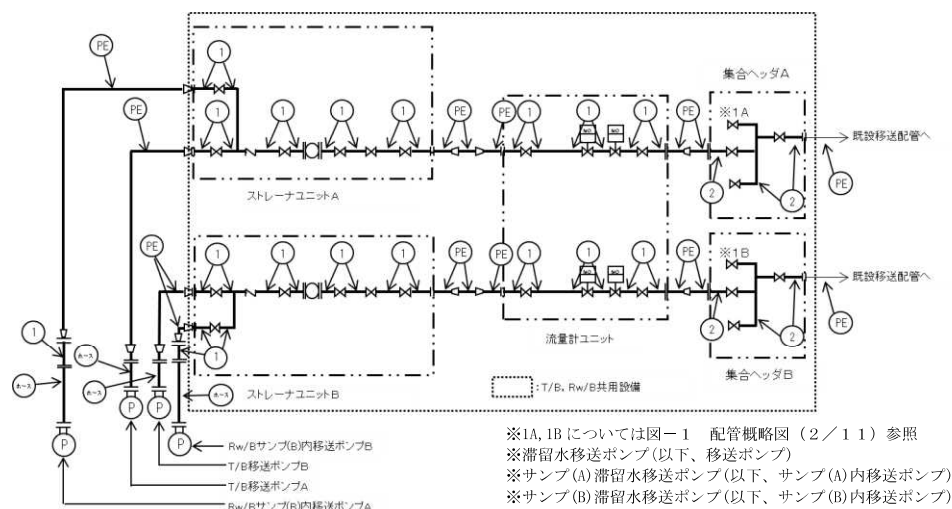 PE
1
集合ヘッダA
PE
1
1
1
1
PE
PE
1
1
1
PE
※1A
既設移送配管へ
2
2
PE
ストレーナユニットA
PE
1
1
1
1
PE
PE
1
1
1
PE
※1B
既設移送配管へ
2
2
PE
1
流量計ユニット
集合ヘッダB
1
ホース
ホース
ホース
ホース
ストレーナユニットB
:T/B, Rw/B共用設備
P
P
P
P
Rw/Bサンプ(B)内移送ポンプB
T/B移送ポンプB
T/B移送ポンプA
Rw/Bサンプ(B)内移送ポンプA
※1A,1Bについては図-1 配管概略図(2/11)参照
※滞留水移送ポンプ(以下、移送ポンプ)
※サンプ(A)滞留水移送ポンプ(以下、サンプ(A)内移送ポンプ)
※サンプ(B)滞留水移送ポンプ(以下、サンプ(B)内移送ポンプ)